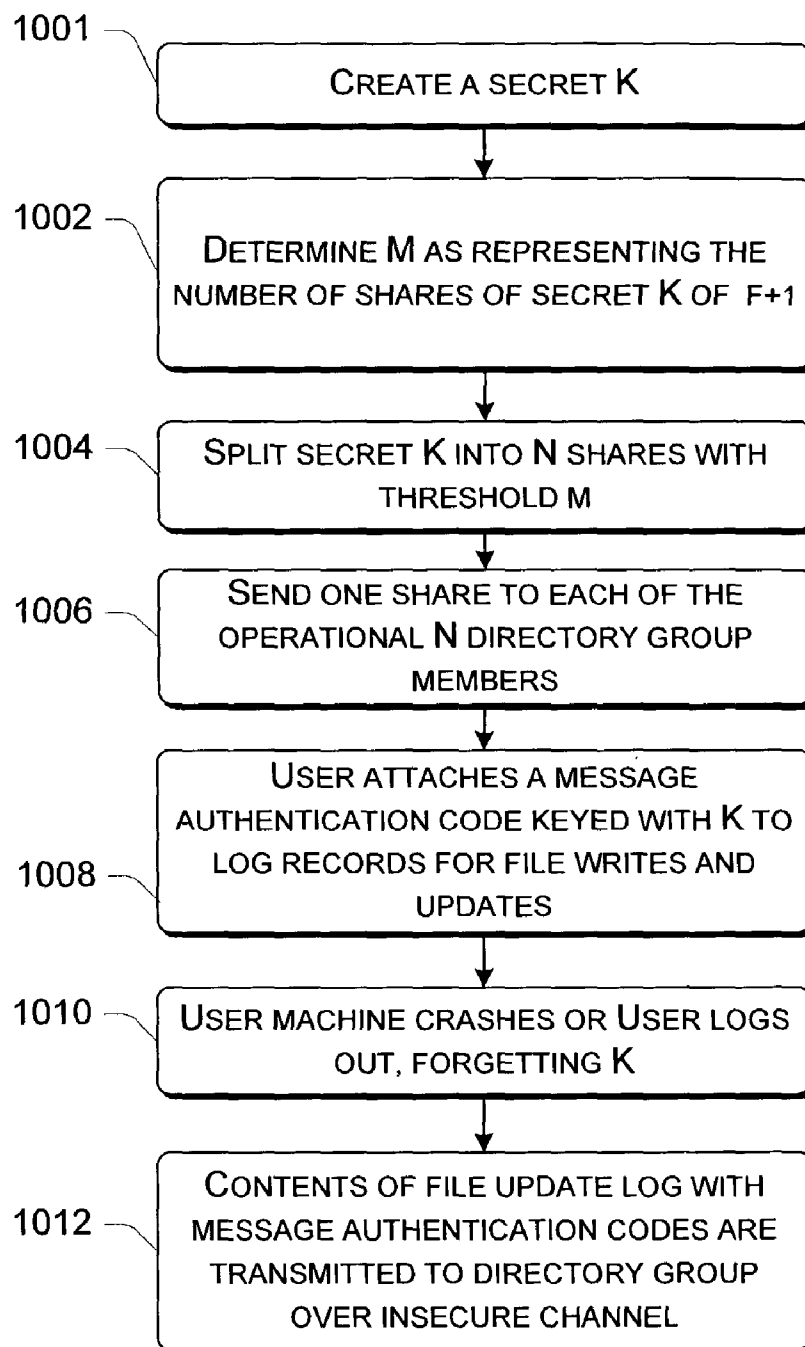 1001
CREATE A SECRET K
1002
DETERMINE M AS REPRESENTING THE
NUMBER OF SHARES OF SECRET K OF F+1
1004
SPLIT SECRET K INTO N SHARES WITH
THRESHOLD M
1006
SEND ONE SHARE TO EACH OF THE
OPERATIONAL N DIRECTORY GROUP
MEMBERS
1008
USER ATTACHES A MESSAGE
AUTHENTICATION CODE KEYED WITH K TO
LOG RECORDS FOR FILE WRITES AND
UPDATES
1010
USER MACHINE CRASHES OR USER LOGS
OUT, FORGETTING K
1012
CONTENTS OF FILE UPDATE LOG WITH
MESSAGE AUTHENTICATION CODES ARE
TRANSMITTED TO DIRECTORY GROUP
OVER INSECURE CHANNEL